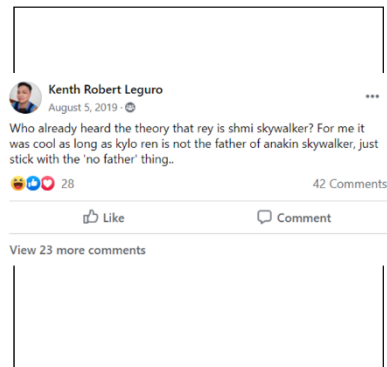 Kenth Robert Leguro
August 5, 2019 ·
Who already heard the theory that rey is shmi skywalker? For me it
was cool as long as kylo ren is not the father of anakin skywalker, just
stick with the 'no father' thing..
28
42 Comments
Like
Comment
View 23 more comments